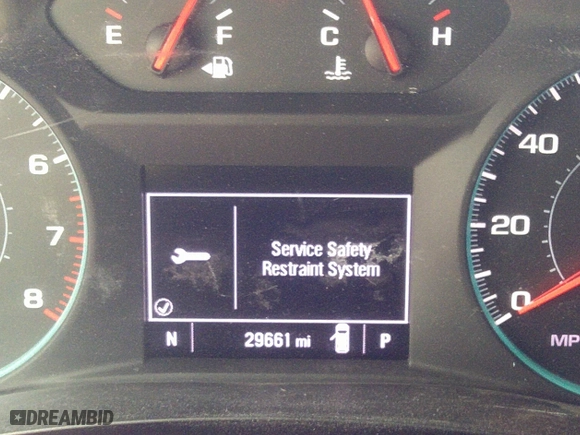 E F C H
6
7
8
40
20
0
MP
Service Safety
Restraint System
N 29661 mi P
DREAMBID